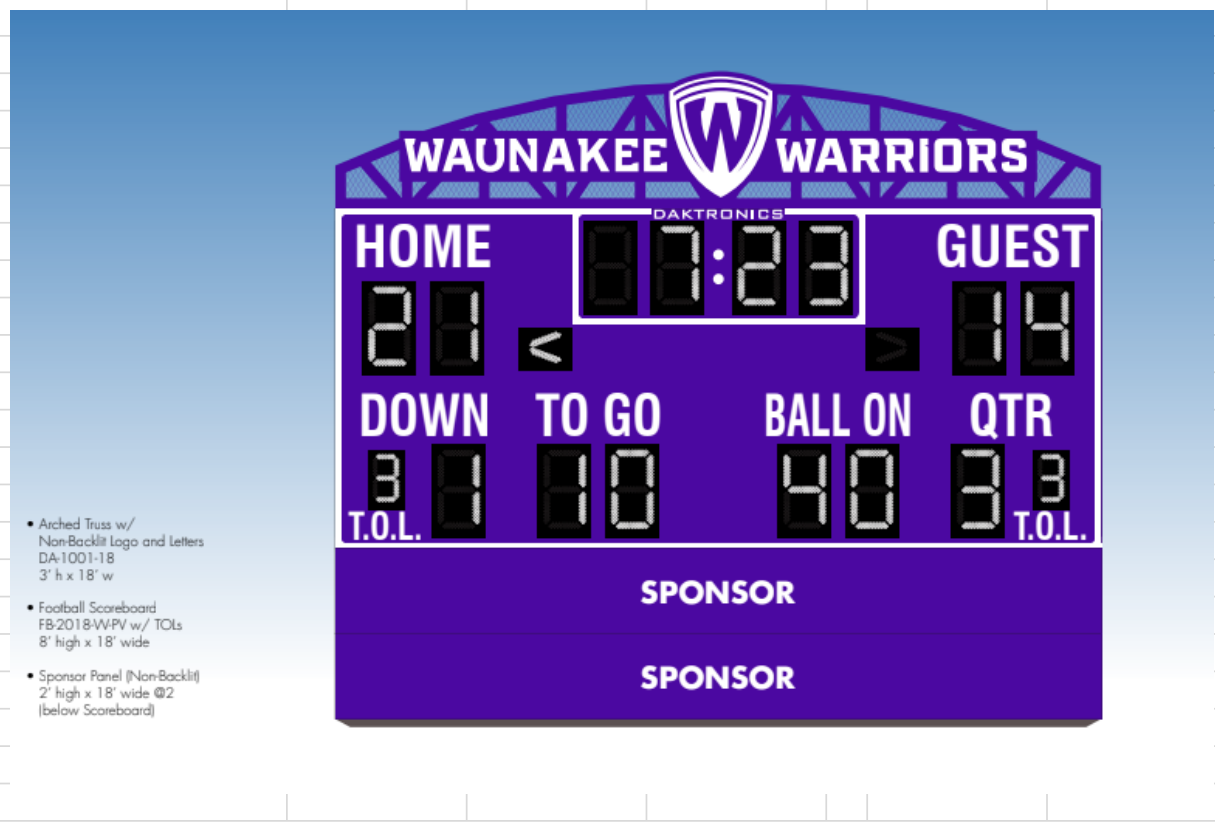 WAUNAKEE W WARRIORS
DAKTRONICS
HOME 7:23 GUEST
21 < > 14
DOWN TO GO BALL ON QTR
3 1 10 40 3 3
T.O.L. T.O.L.
SPONSOR
SPONSOR
• Arched Truss w/
Non-Backlit Logo and Letters
DA-1001-18
3' h x 18' w
• Football Scoreboard
FB-2018-W-PV w/ TOLs
8' high x 18' wide
• Sponsor Panel (Non-Backlit)
2' high x 18' wide @2
(below Scoreboard)